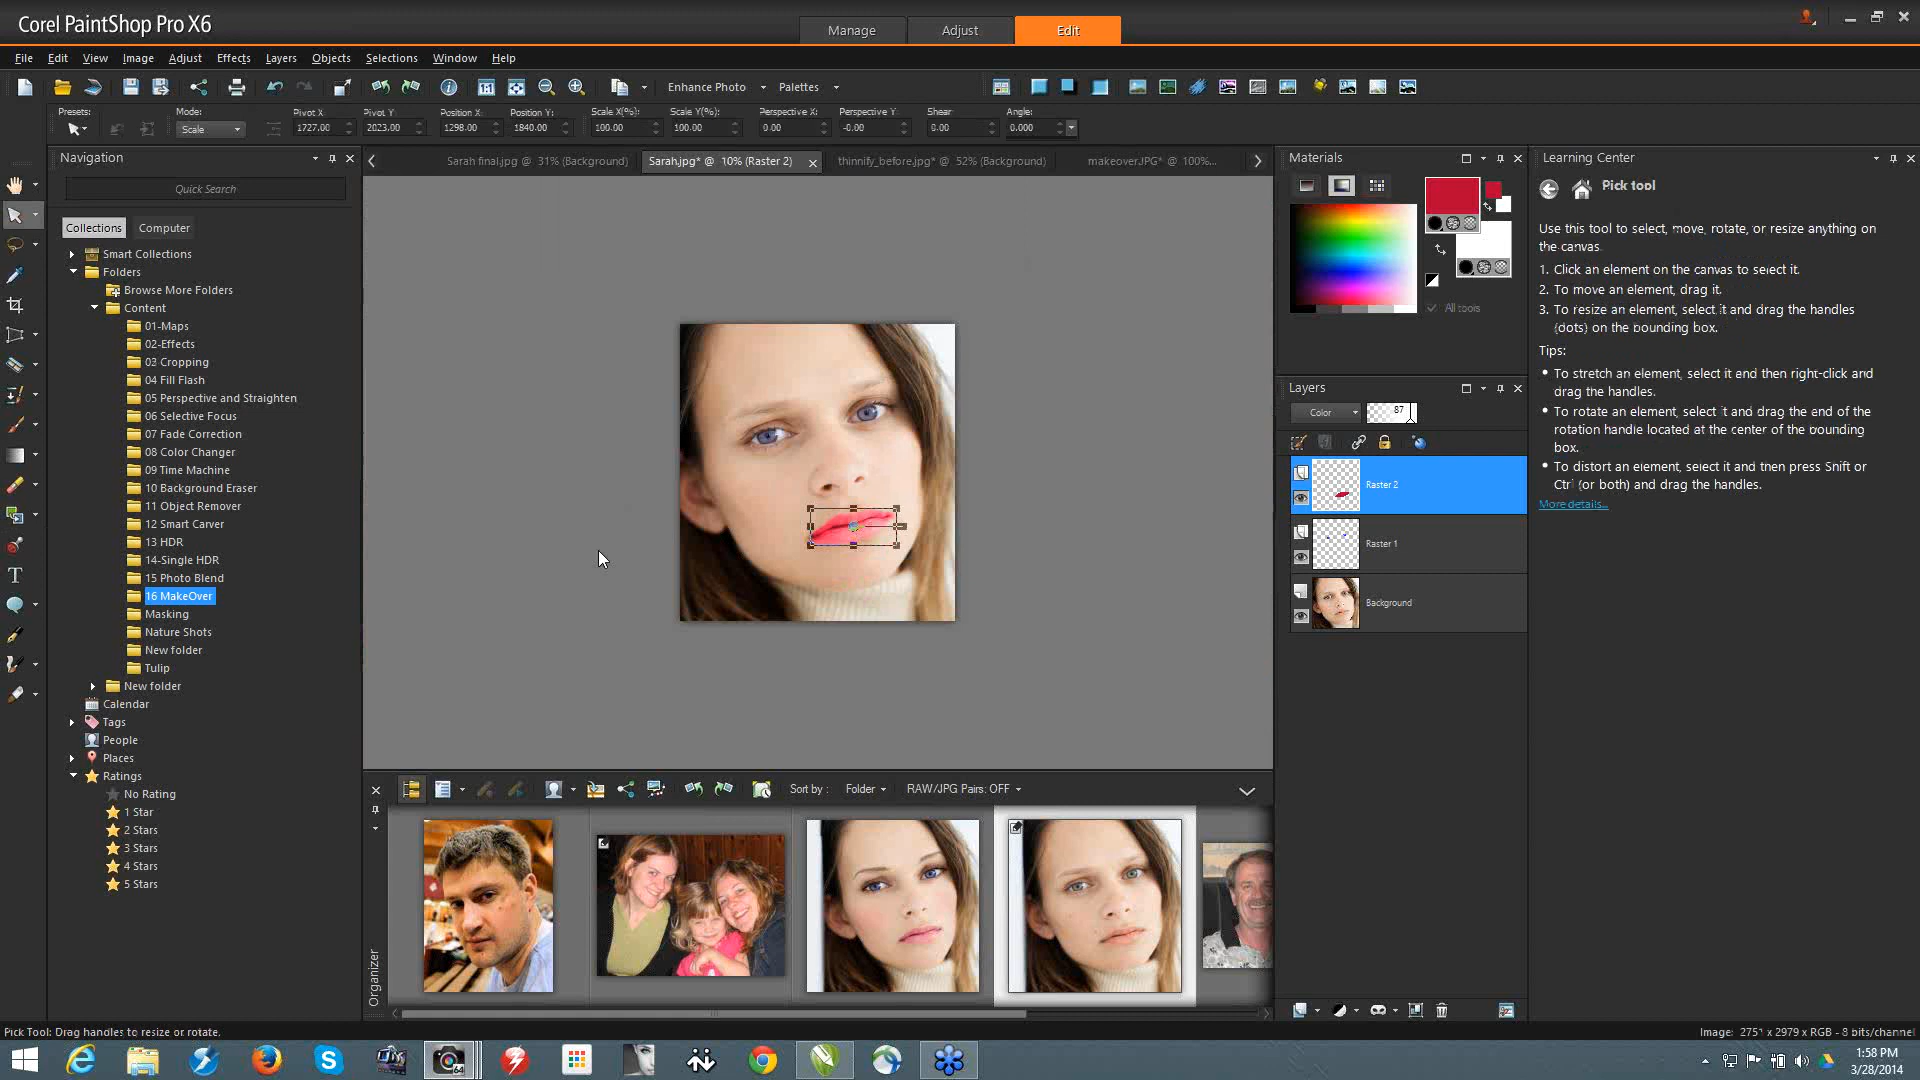 Corel PaintShop Pro X6
Manage
Adjust
Edit
File Edit View Image Adjust Effects Layers Objects Selections Window Help
Enhance Photo
Palettes
Presets:
Mode:
Scale
Pivot X
1727.00
Pivot Y
2023.00
Position X:
1298.00
Position Y:
1840.00
Scale X(%):
100.00
Scale Y(%):
100.00
Perspective X:
0.00
Perspective Y:
-0.00
Shear:
0.00
Angle:
0.000
Navigation
Quick Search
Collections
Computer
Smart Collections
Folders
Browse More Folders
Content
01-Maps
02-Effects
03 Cropping
04 Fill Flash
05 Perspective and Straighten
06 Selective Focus
07 Fade Correction
08 Color Changer
09 Time Machine
10 Background Eraser
11 Object Remover
12 Smart Carver
13 HDR
14-Single HDR
15 Photo Blend
16 MakeOver
Masking
Nature Shots
New folder
Tulip
New folder
Calendar
Tags
People
Places
Ratings
No Rating
1 Star
2 Stars
3 Stars
4 Stars
5 Stars
Sarah final.jpg @ 31% (Background)
Sarah.jpg* @ 10% (Raster 2)
thinnify_before.jpg* @ 52% (Background)
makeoverJPG* @ 100%...
Sort by :
Folder
RAW/JPG Pairs: OFF
Organizer
Materials
All tools
Layers
Color
87
Raster 2
Raster 1
Background
Learning Center
Pick tool
Use this tool to select, move, rotate, or resize anything on
the canvas.
1. Click an element on the canvas to select it.
2. To move an element, drag it.
3. To resize an element, select it and drag the handles
(dots) on the bounding box.
Tips:
• To stretch an element, select it and then right-click and
drag the handles.
• To rotate an element, select it and drag the end of the
rotation handle located at the center of the bounding
box.
• To distort an element, select it and then press Shift or
Ctrl (or both) and drag the handles.
More details...
Pick Tool: Drag handles to resize or rotate.
Image: 2751 x 2979 x RGB - 8 bits/channel
64
1:58 PM
3/28/2014